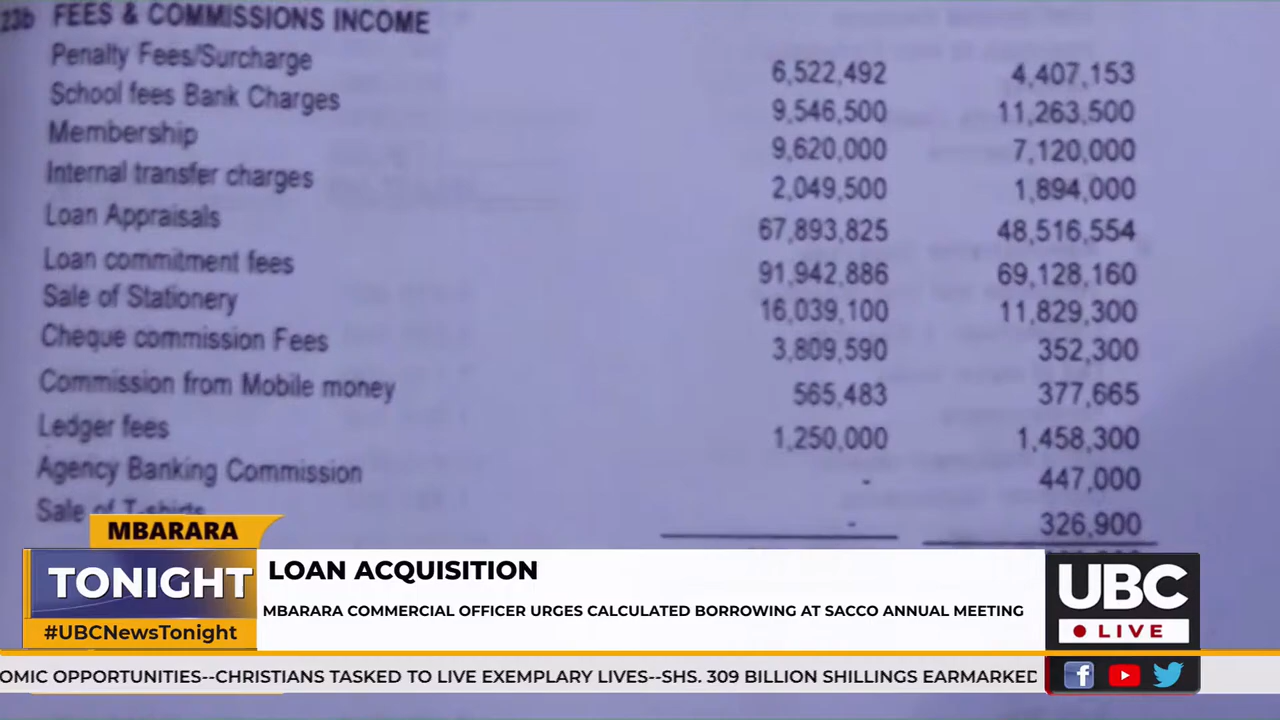 23b FEES & COMMISSIONS INCOME
Penalty Fees/Surcharge 6,522,492 4,407,153
School fees Bank Charges 9,546,500 11,263,500
Membership 9,620,000 7,120,000
Internal transfer charges 2,049,500 1,894,000
Loan Appraisals 67,893,825 48,516,554
Loan commitment fees 91,942,886 69,128,160
Sale of Stationery 16,039,100 11,829,300
Cheque commission Fees 3,809,590 352,300
Commission from Mobile money 565,483 377,665
Ledger fees 1,250,000 1,458,300
Agency Banking Commission - 447,000
Sale of T-shirts - 326,900
MBARARA
TONIGHT
#UBCNewsTonight
LOAN ACQUISITION
MBARARA COMMERCIAL OFFICER URGES CALCULATED BORROWING AT SACCO ANNUAL MEETING
UBC
LIVE
OMIC OPPORTUNITIES--CHRISTIANS TASKED TO LIVE EXEMPLARY LIVES--SHS. 309 BILLION SHILLINGS EARMARKED